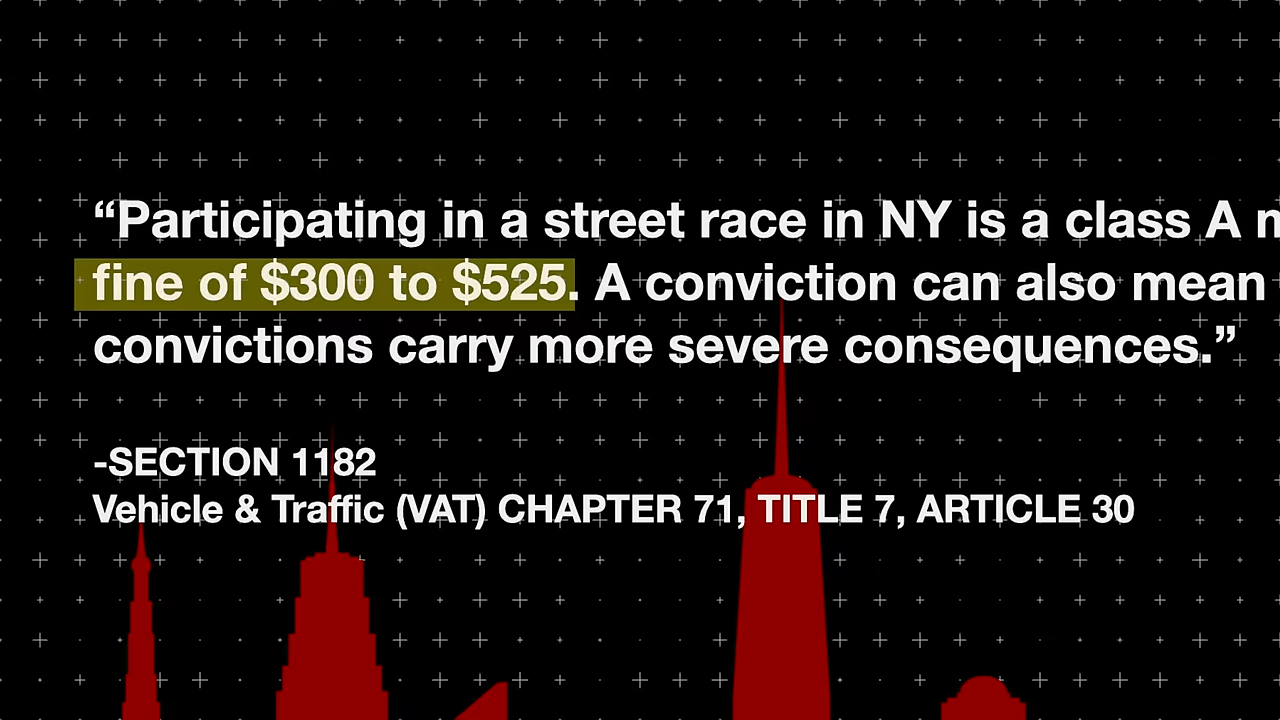 “Participating in a street race in NY is a class A
fine of $300 to $525. A conviction can also mean
convictions carry more severe consequences.”
-SECTION 1182
Vehicle & Traffic (VAT) CHAPTER 71, TITLE 7, ARTICLE 30